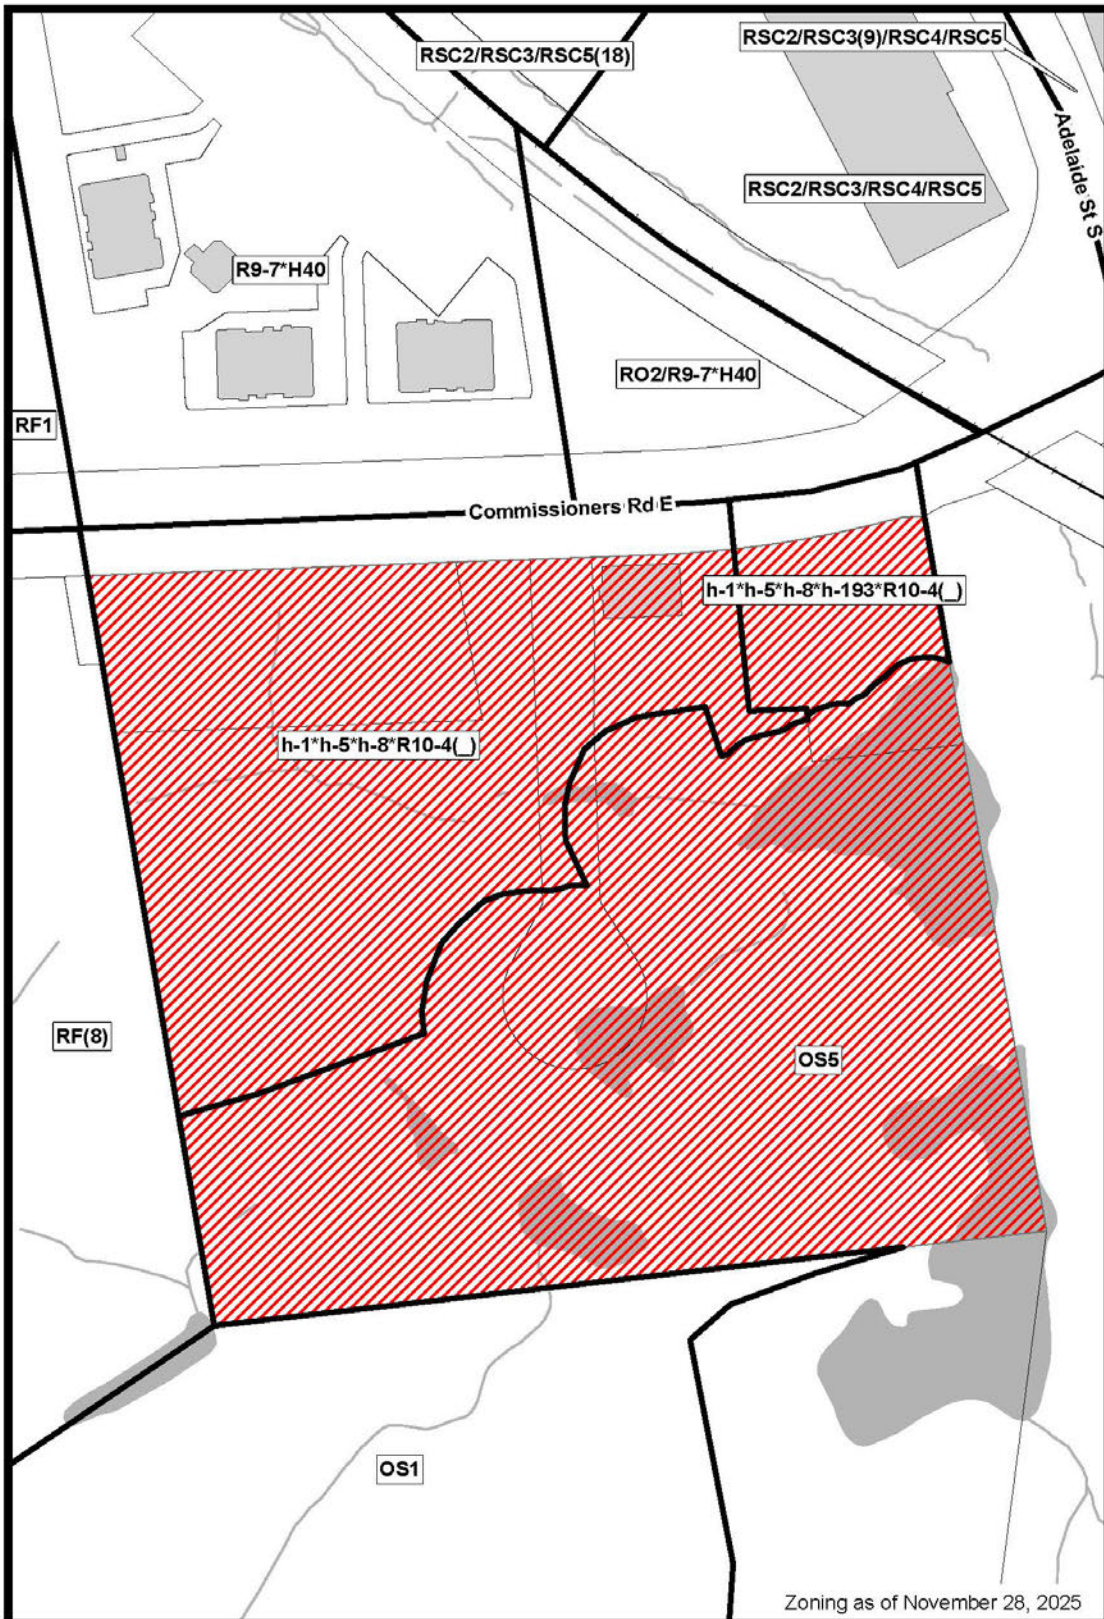 RSC2/RSC3/RSC5(18)
RSC2/RSC3(9)/RSC4/RSC5
Adelaide St S
RSC2/RSC3/RSC4/RSC5
R9-7*H40
RO2/R9-7*H40
RF1
Commissioners Rd E
h-1*h-5*h-8*h-193*R10-4(_)
h-1*h-5*h-8*R10-4(_)
RF(8)
OS5
OS1
Zoning as of November 28, 2025